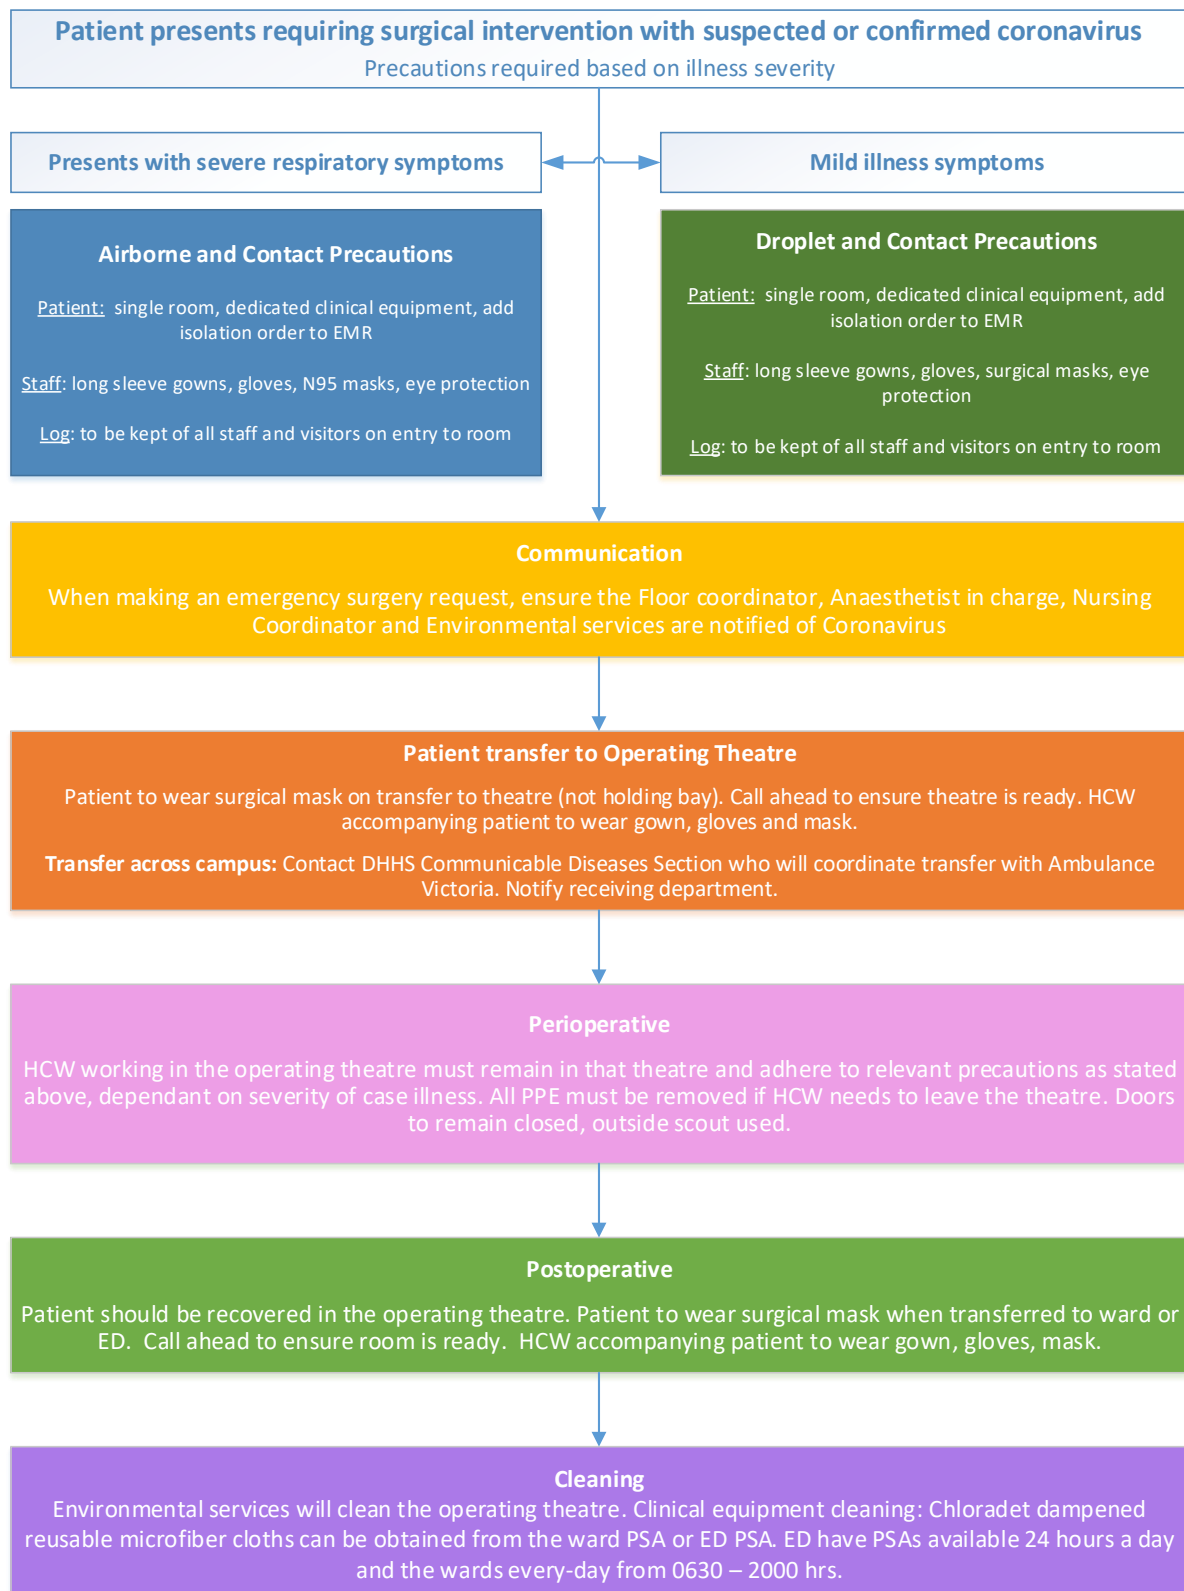 Patient presents requiring surgical intervention with suspected or confirmed coronavirus
Precautions required based on illness severity
Presents with severe respiratory symptoms
Mild illness symptoms
Airborne and Contact Precautions
Patient: single room, dedicated clinical equipment, add
isolation order to EMR
Staff: long sleeve gowns, gloves, N95 masks, eye protection
Log: to be kept of all staff and visitors on entry to room
Droplet and Contact Precautions
Patient: single room, dedicated clinical equipment, add
isolation order to EMR
Staff: long sleeve gowns, gloves, surgical masks, eye
protection
Log: to be kept of all staff and visitors on entry to room
Communication
When making an emergency surgery request, ensure the Floor coordinator, Anaesthetist in charge, Nursing
Coordinator and Environmental services are notified of Coronavirus
Patient transfer to Operating Theatre
Patient to wear surgical mask on transfer to theatre (not holding bay). Call ahead to ensure theatre is ready. HCW
accompanying patient to wear gown, gloves and mask.
Transfer across campus: Contact DHHS Communicable Diseases Section who will coordinate transfer with Ambulance
Victoria. Notify receiving department.
Perioperative
HCW working in the operating theatre must remain in that theatre and adhere to relevant precautions as stated
above, dependant on severity of case illness. All PPE must be removed if HCW needs to leave the theatre. Doors
to remain closed, outside scout used.
Postoperative
Patient should be recovered in the operating theatre. Patient to wear surgical mask when transferred to ward or
ED. Call ahead to ensure room is ready. HCW accompanying patient to wear gown, gloves, mask.
Cleaning
Environmental services will clean the operating theatre. Clinical equipment cleaning: Chloradet dampened
reusable microfiber cloths can be obtained from the ward PSA or ED PSA. ED have PSAs available 24 hours a day
and the wards every-day from 0630 – 2000 hrs.